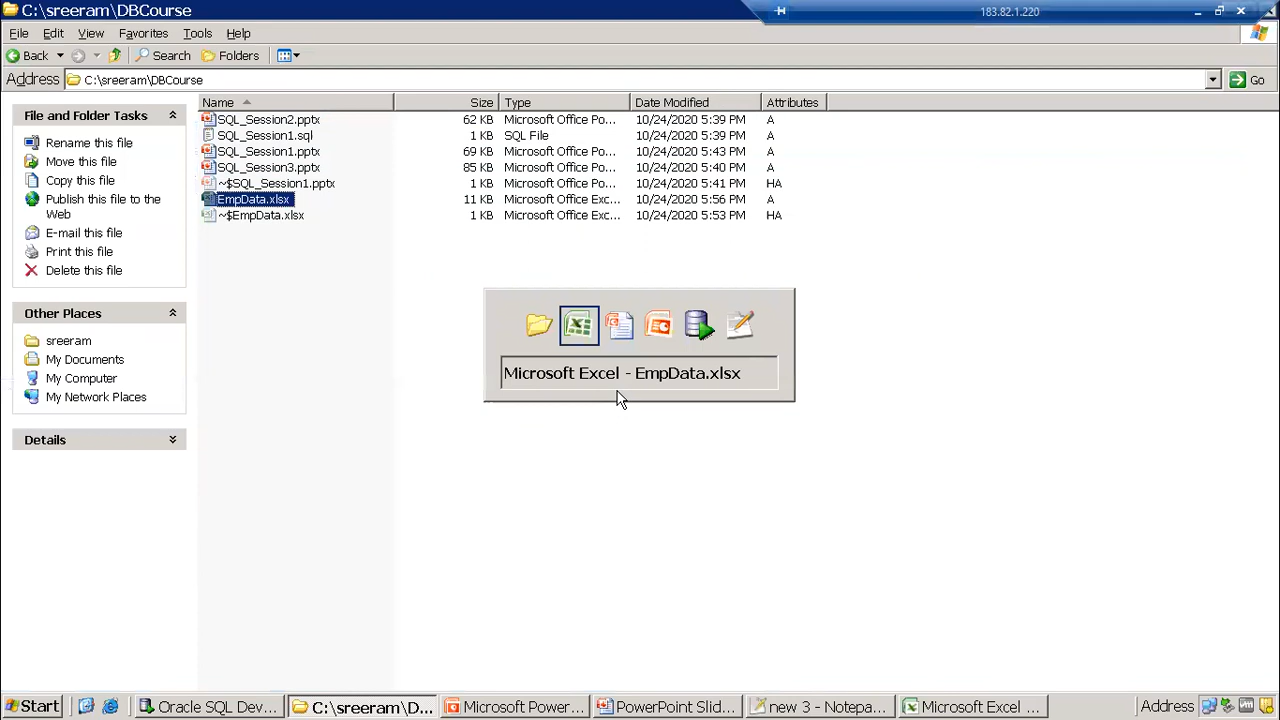 C:\sreeram\DBCourse
183.82.1.220
File Edit View Favorites Tools Help
Back Search Folders
Address C:\sreeram\DBCourse Go
File and Folder Tasks
Rename this file
Move this file
Copy this file
Publish this file to the
Web
E-mail this file
Print this file
Delete this file
Other Places
sreeram
My Documents
My Computer
My Network Places
Details
Name Size Type Date Modified Attributes
SQL_Session2.pptx 62 KB Microsoft Office Po... 10/24/2020 5:39 PM A
SQL_Session1.sql 1 KB SQL File 10/24/2020 5:39 PM A
SQL_Session1.pptx 69 KB Microsoft Office Po... 10/24/2020 5:43 PM A
SQL_Session3.pptx 85 KB Microsoft Office Po... 10/24/2020 5:40 PM A
~$SQL_Session1.pptx 1 KB Microsoft Office Po... 10/24/2020 5:41 PM HA
EmpData.xlsx 11 KB Microsoft Office Exc... 10/24/2020 5:56 PM A
~$EmpData.xlsx 1 KB Microsoft Office Exc... 10/24/2020 5:53 PM HA
Microsoft Excel - EmpData.xlsx
Start Oracle SQL Dev... C:\sreeram\D... Microsoft Power... PowerPoint Slid... new 3 - Notepa... Microsoft Excel ... Address